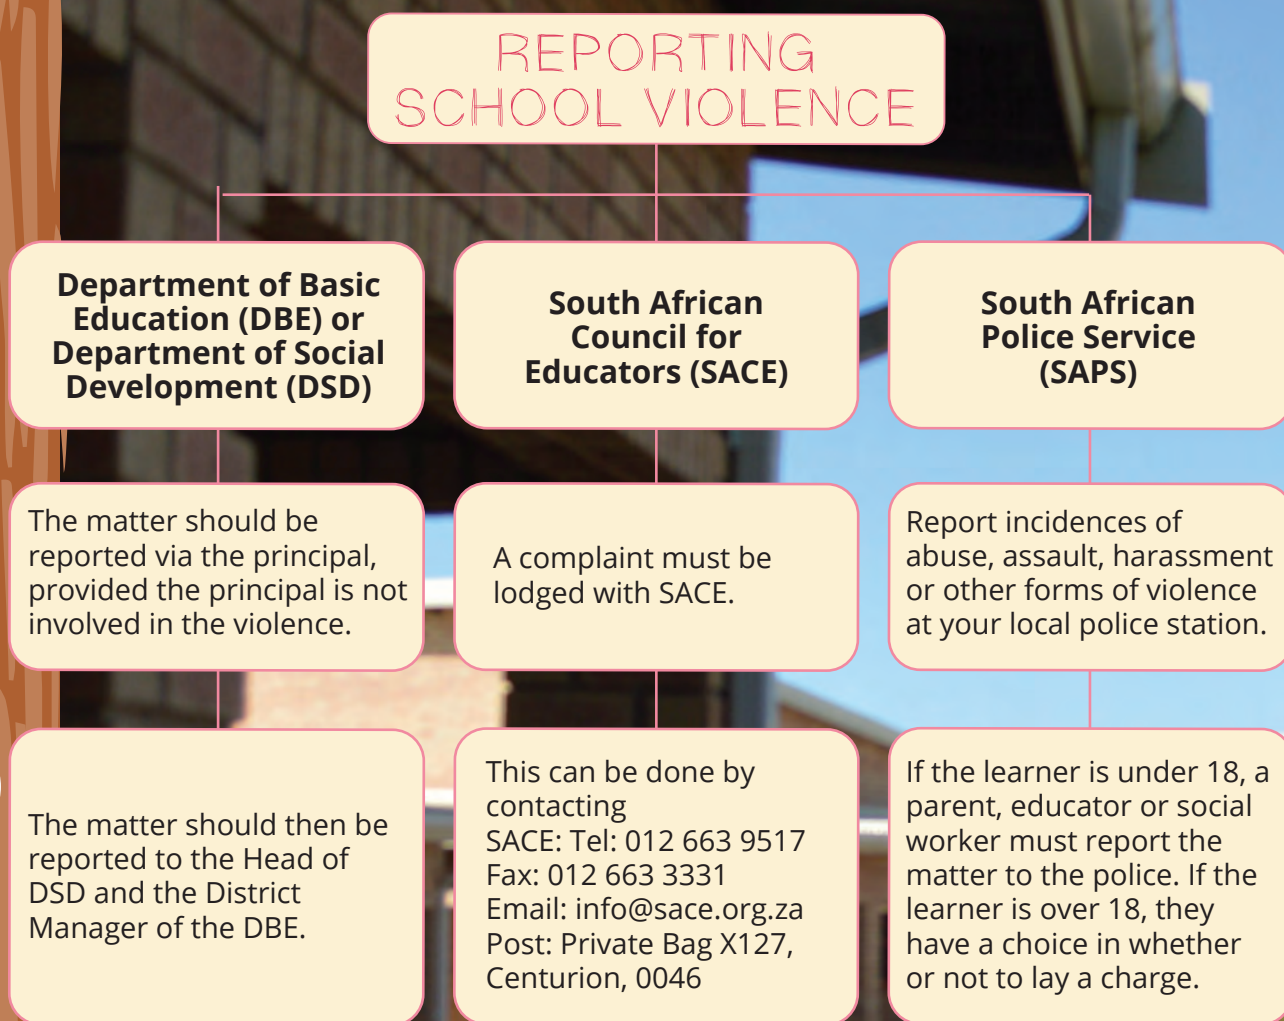 REPORTING
SCHOOL VIOLENCE
Department of Basic
Education (DBE) or
Department of Social
Development (DSD)
The matter should be
reported via the principal,
provided the principal is not
involved in the violence.
The matter should then be
reported to the Head of
DSD and the District
Manager of the DBE.
South African
Council for
Educators (SACE)
A complaint must be
lodged with SACE.
This can be done by
contacting
SACE: Tel: 012 663 9517
Fax: 012 663 3331
Email: info@sace.org.za
Post: Private Bag X127,
Centurion, 0046
South African
Police Service
(SAPS)
Report incidences of
abuse, assault, harassment
or other forms of violence
at your local police station.
If the learner is under 18, a
parent, educator or social
worker must report the
matter to the police. If the
learner is over 18, they
have a choice in whether
or not to lay a charge.